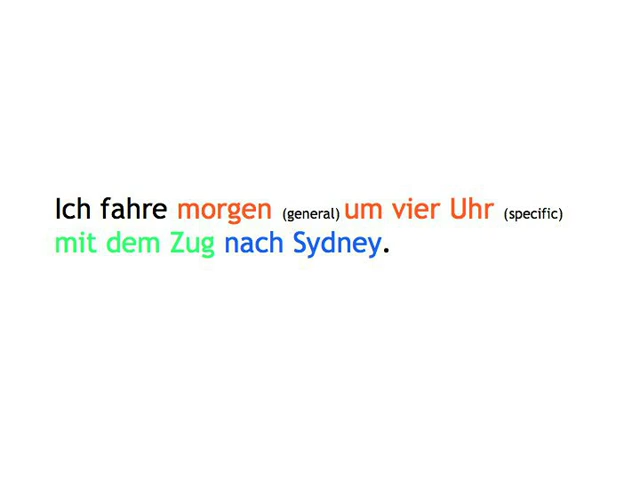 Ich fahre morgen (general) um vier Uhr (specific)
mit dem Zug nach Sydney.